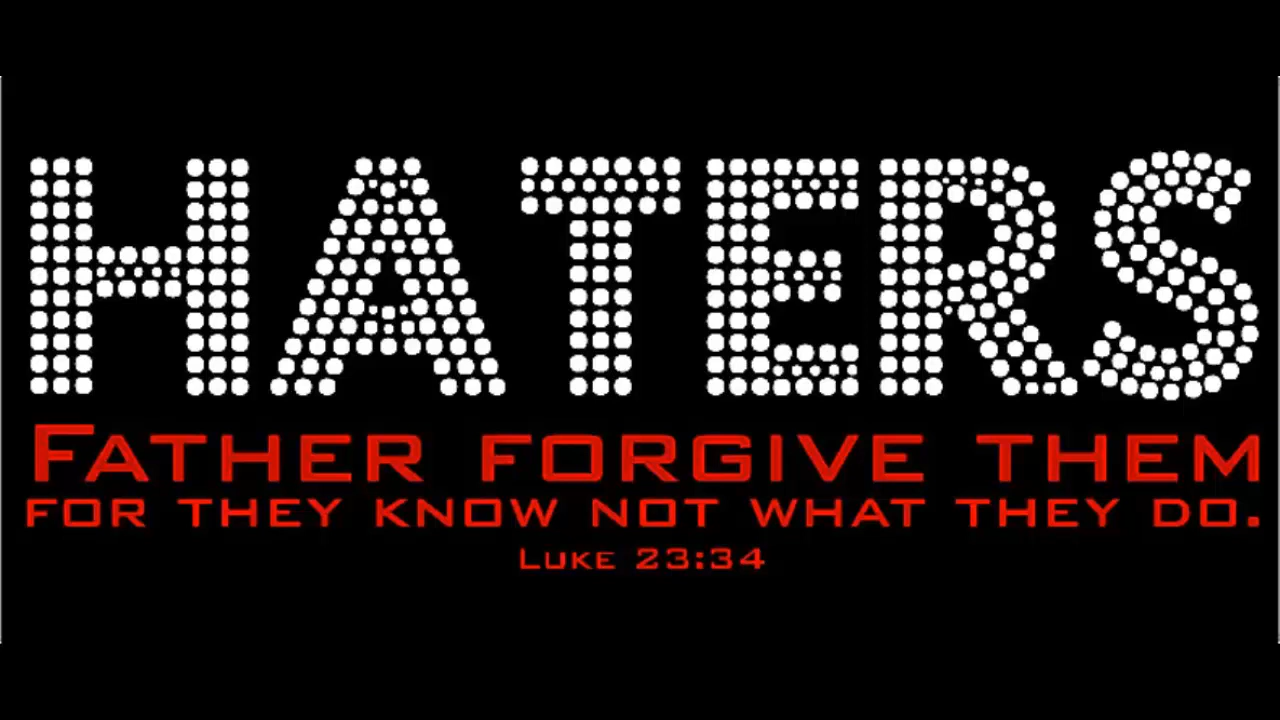 HATERS
FATHER FORGIVE THEM
FOR THEY KNOW NOT WHAT THEY DO.
LUKE 23:34